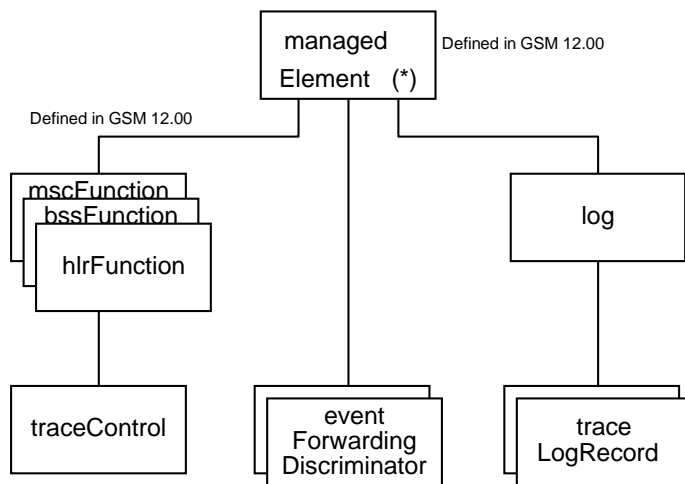 managed
Element (*)
Defined in GSM 12.00
Defined in GSM 12.00
mscFunction
bssFunction
hlrFunction
log
traceControl
event
Forwarding
Discriminator
trace
LogRecord